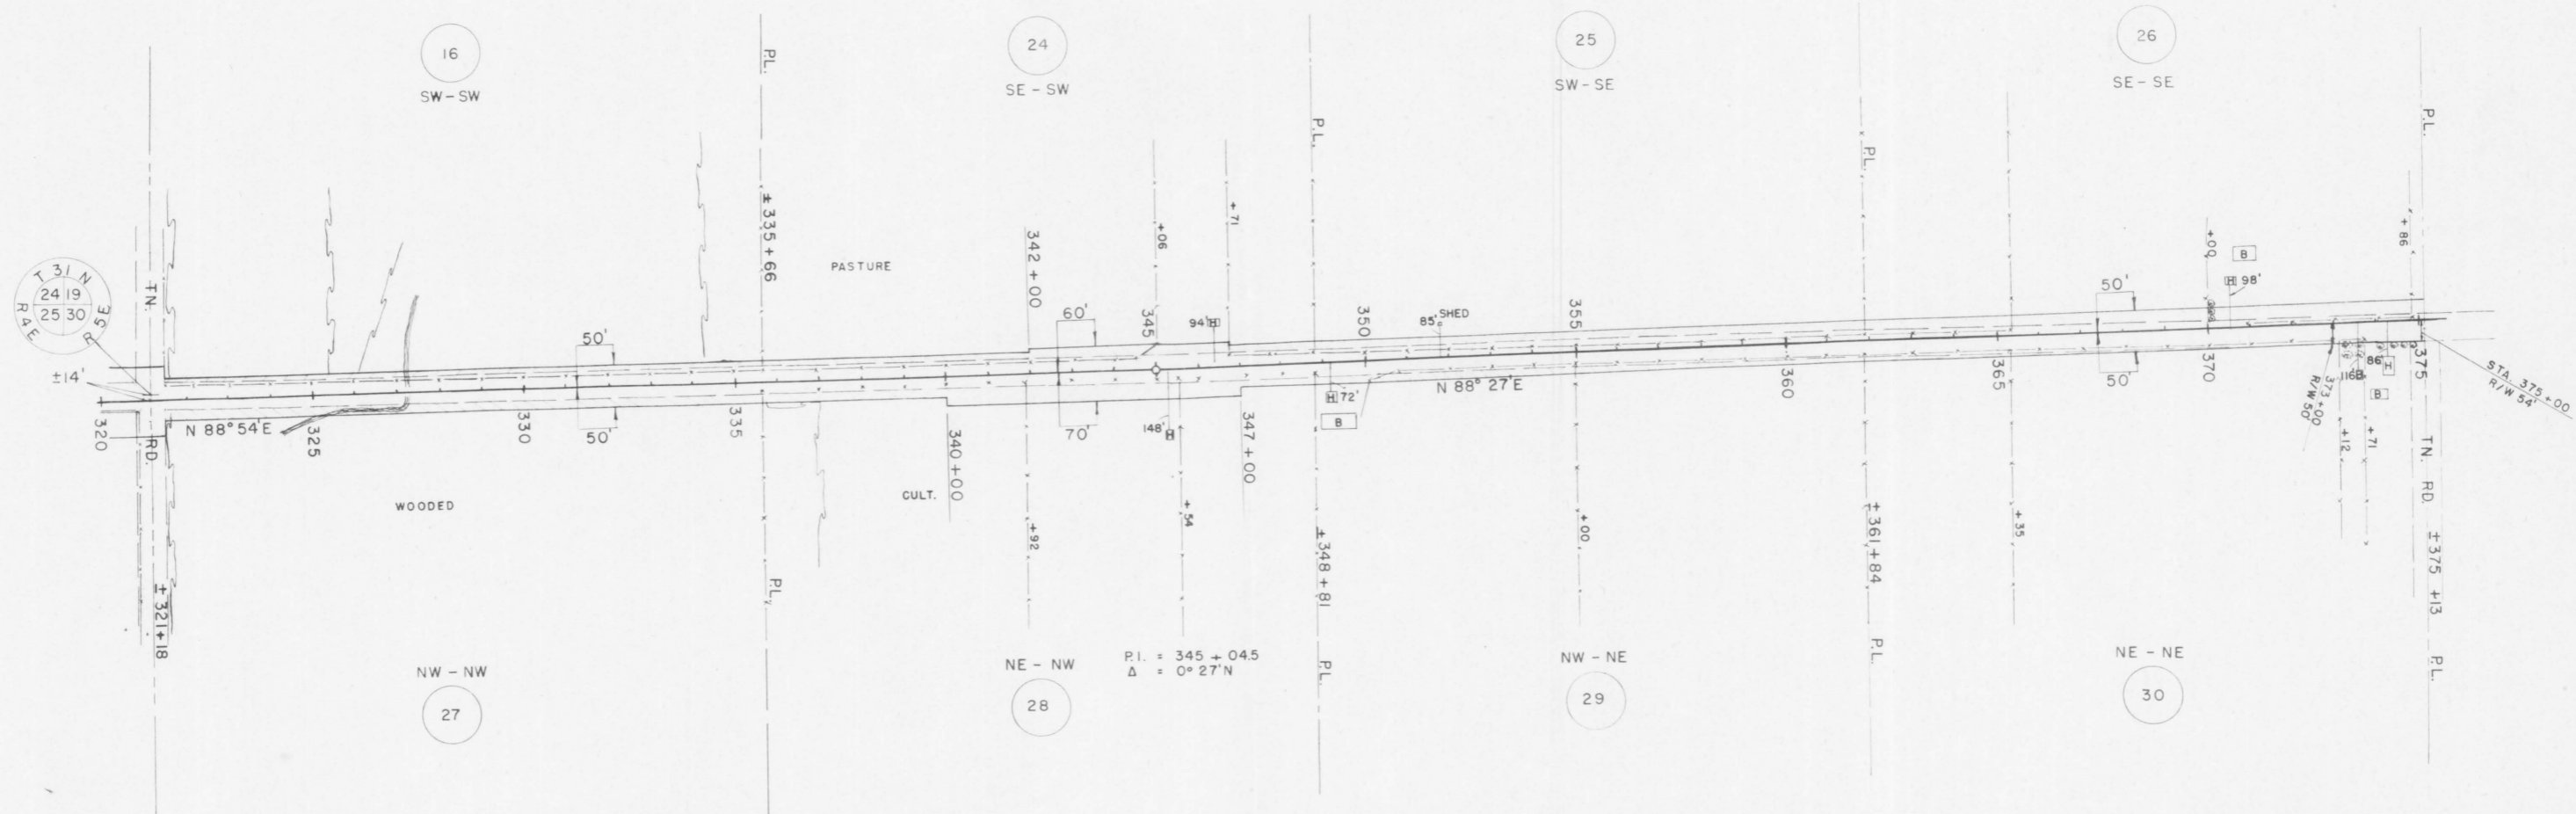 16
SW-SW
24
SE-SW
25
SW-SE
26
SE-SE
P.L.
P.L.
P.L.
P.L.
T 31 N
24 19
25 30
R4E
R 5E
TN.
RD.
±14'
±335+66
PASTURE
342+00
+06
+71
+00
B
H 98'
+86
50'
50'
60'
70'
345
94' H
350
85' SHED
355
50'
50'
320
N 88° 54'E
325
330
335
340+00
347+00
148' H
H 72'
B
N 88° 27'E
360
365
370
375
373+00
R/W 50'
116' B
86'
H
B
STA. 375+00
R/W 54'
WOODED
CULT.
+92
+54
±348+81
+00
±361+84
+35
+12
+71
TN. RD.
±375+13
±321+18
P.L.
P.L.
P.L.
P.L.
NW-NW
27
NE-NW
28
P.I. = 345+04.5
Δ = 0° 27'N
NW-NE
29
NE-NE
30